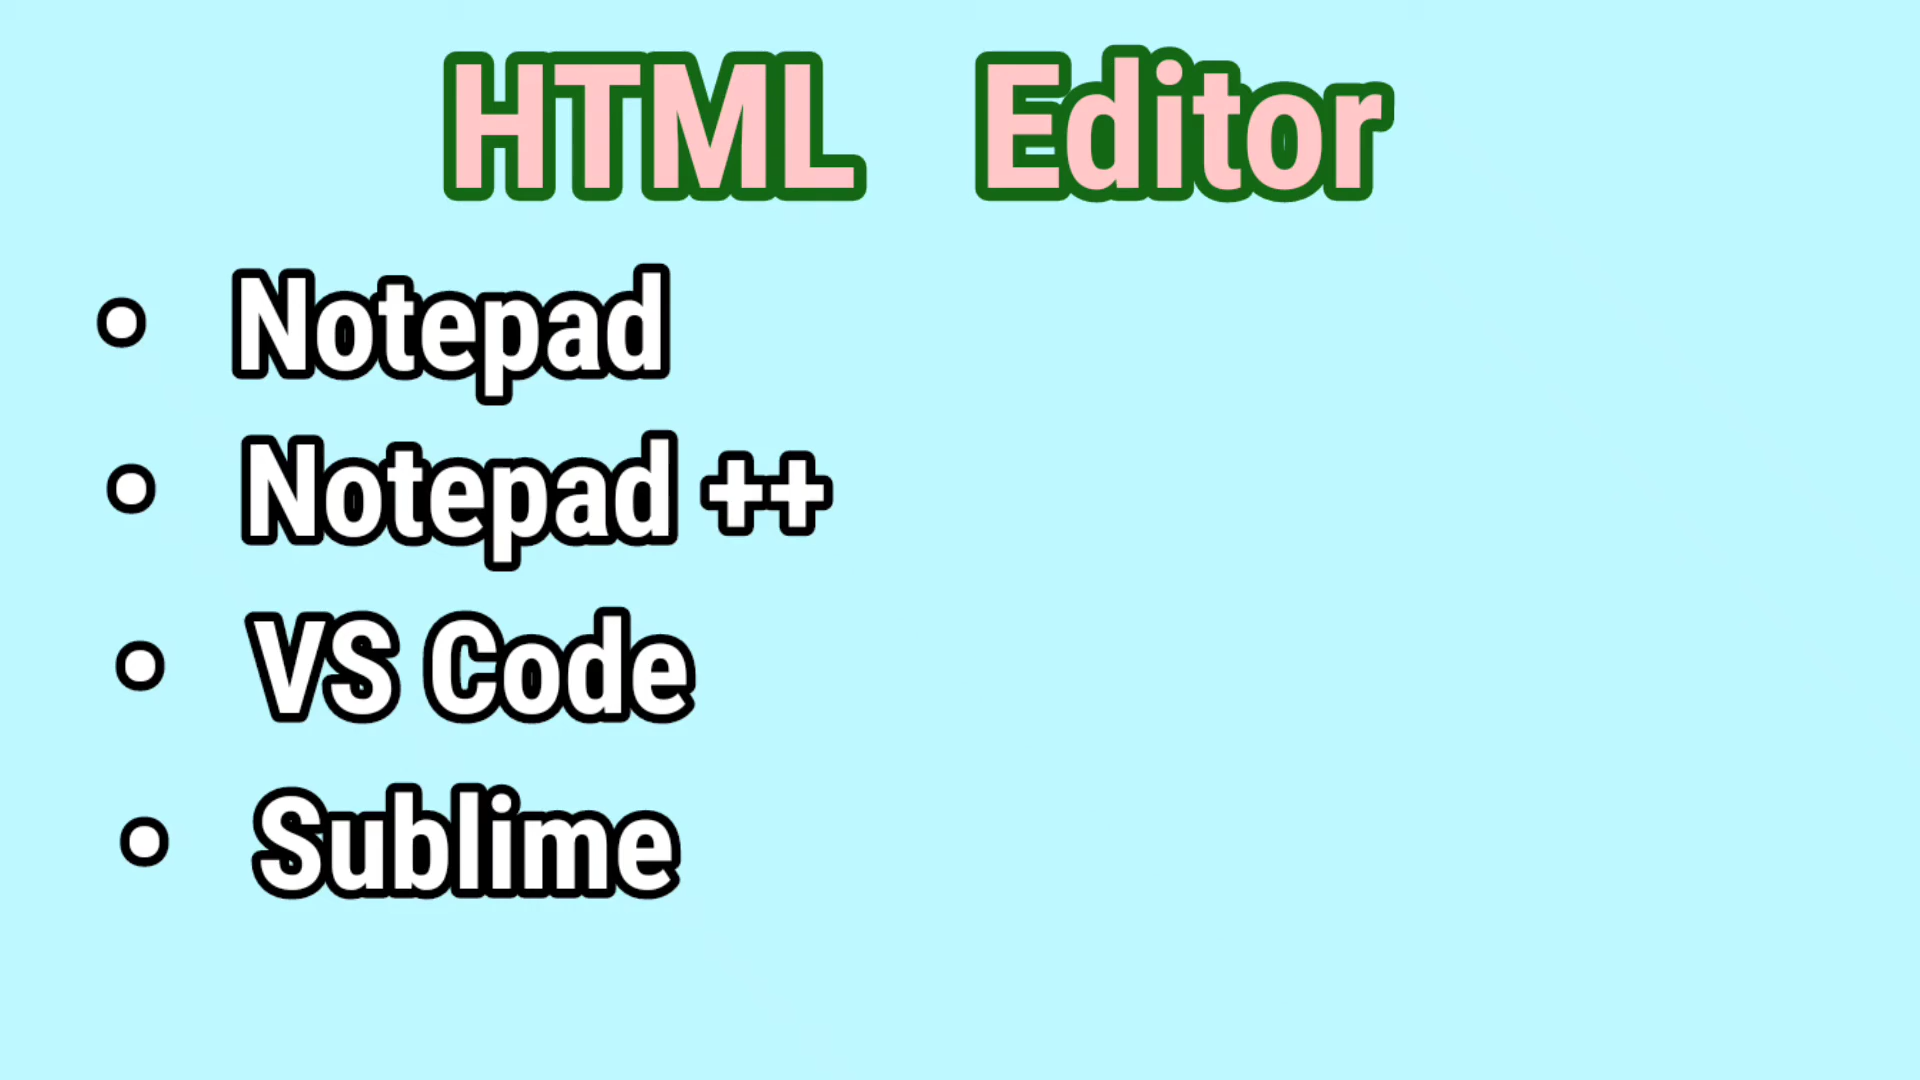 HTML Editor
• Notepad
• Notepad ++
• VS Code
• Sublime